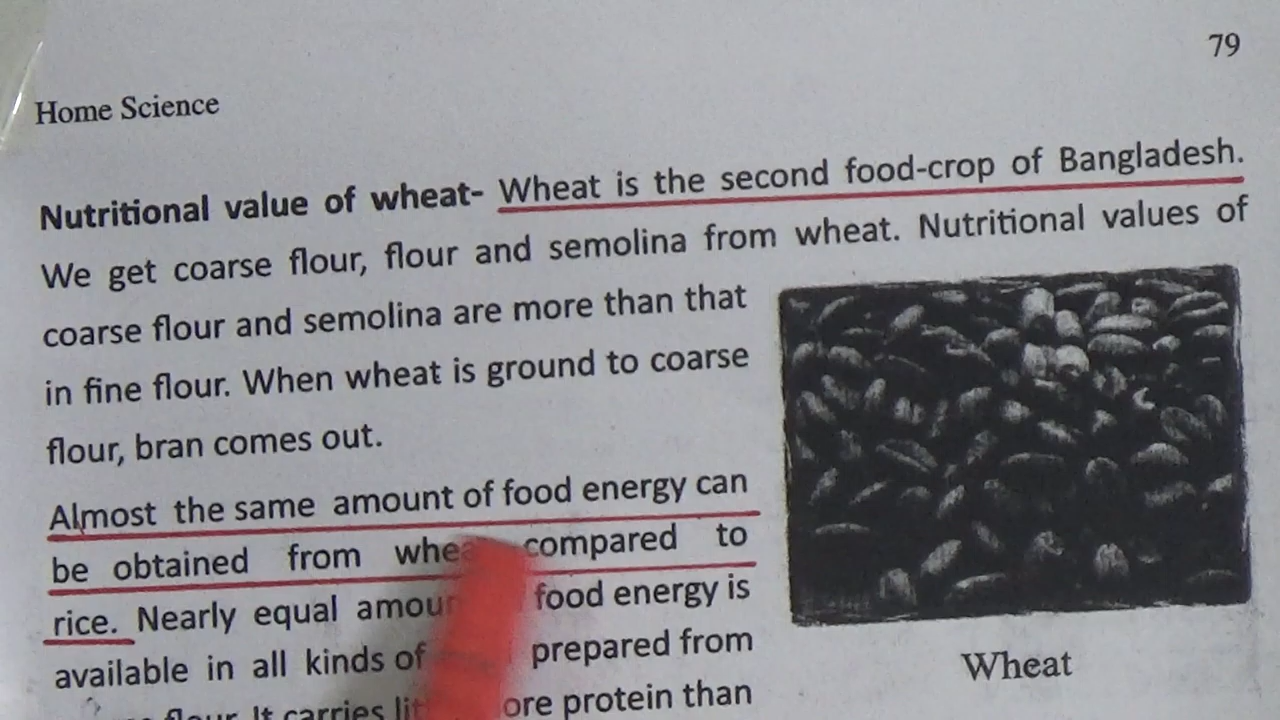 79
Home Science
Nutritional value of wheat- Wheat is the second food-crop of Bangladesh.
We get coarse flour, flour and semolina from wheat. Nutritional values of
coarse flour and semolina are more than that
in fine flour. When wheat is ground to coarse
flour, bran comes out.
Almost the same amount of food energy can
be obtained from compared to
rice. Nearly equal food energy is
available in all kinds of prepared from
flour. It carries protein than
Wheat